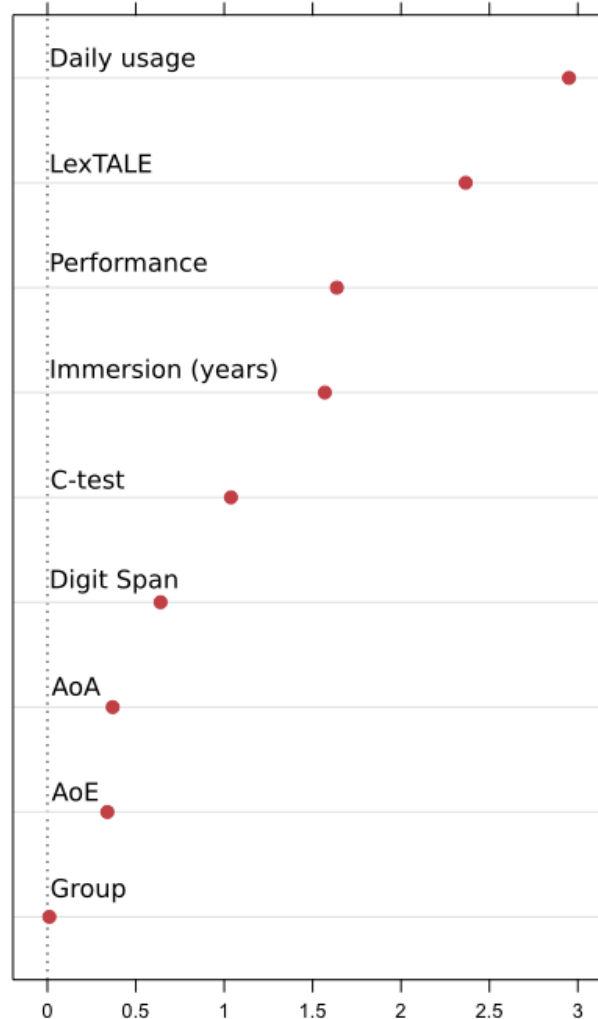 Daily usage
LexTALE
Performance
Immersion (years)
C-test
Digit Span
AoA
AoE
Group
0 0.5 1 1.5 2 2.5 3